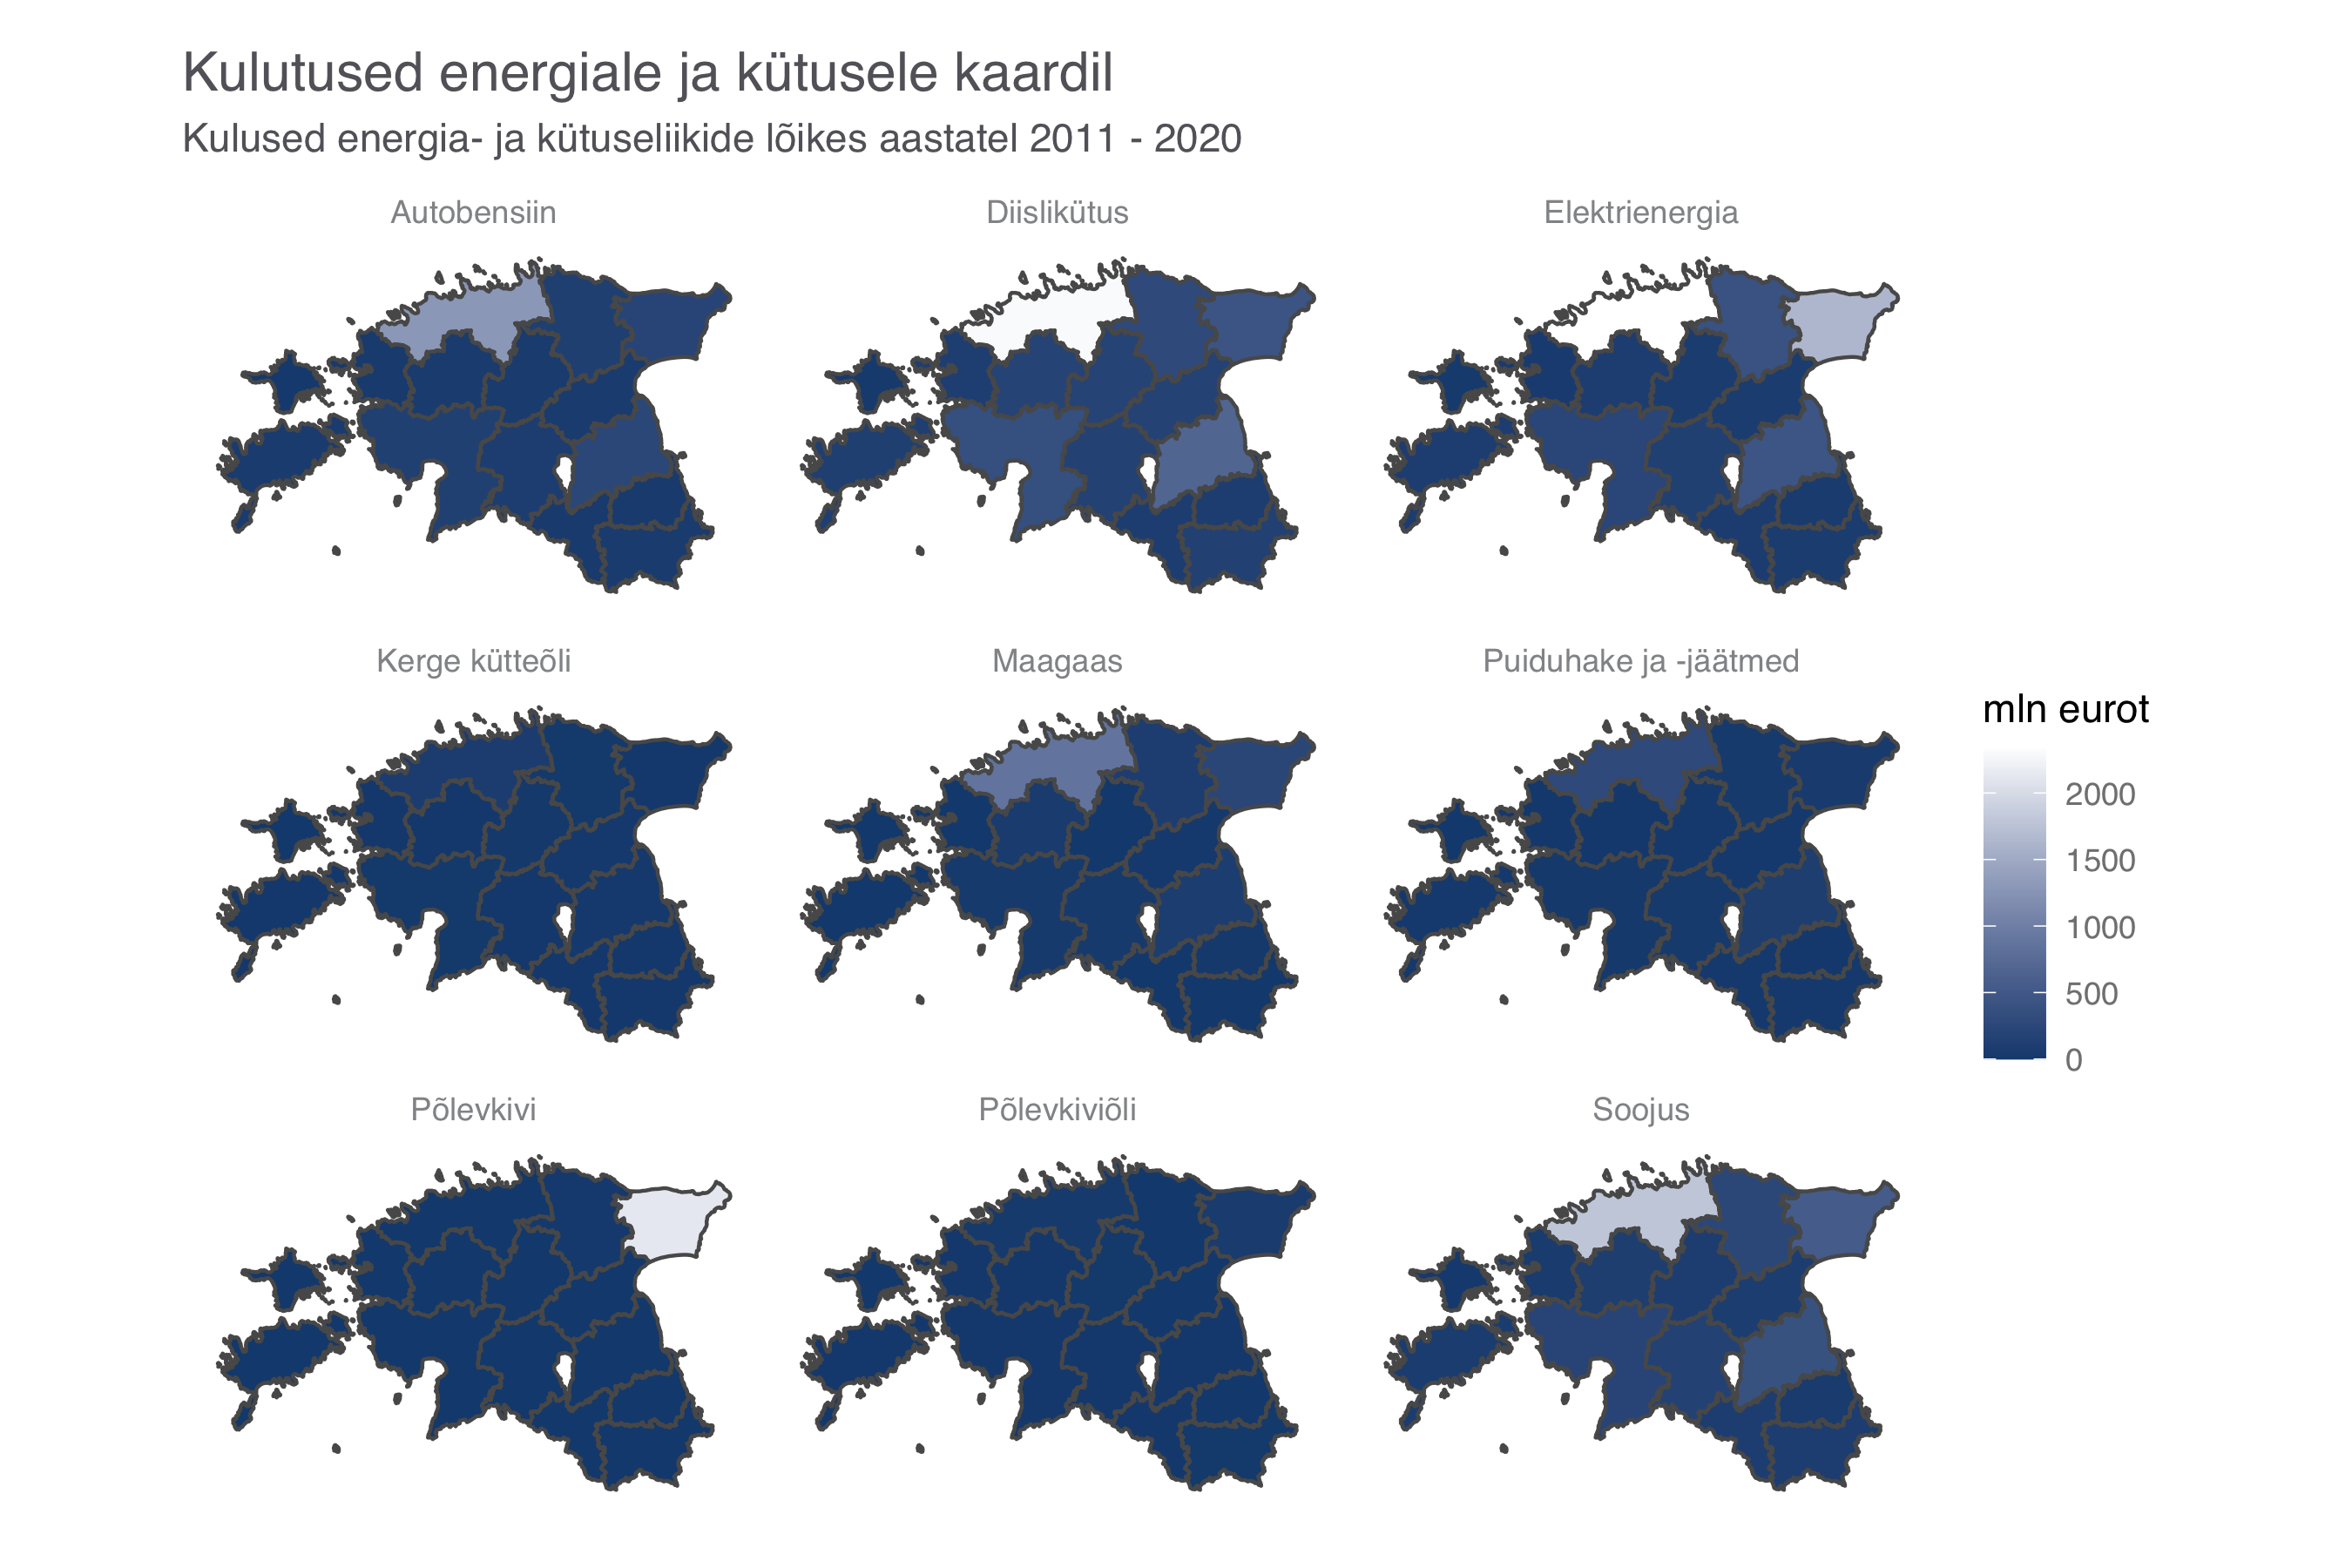 Kulutused energiale ja kütusele kaardil
Kulused energia- ja kütuseliikide lõikes aastatel 2011 - 2020
Autobensiin
Diislikütus
Elektrienergia
Kerge kütteõli
Maagaas
Puiduhake ja -jäätmed
mln eurot
2000
1500
1000
500
0
Põlevkivi
Põlevkiviõli
Soojus